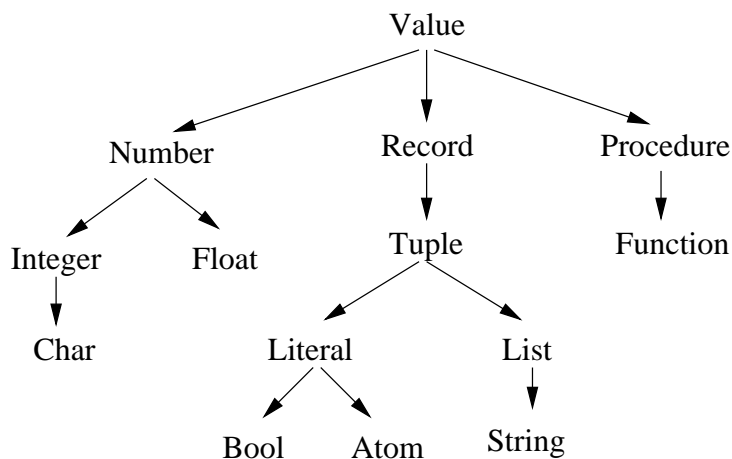 Value
Number Record Procedure
Integer Float Tuple Function
Char Literal List
Bool Atom String